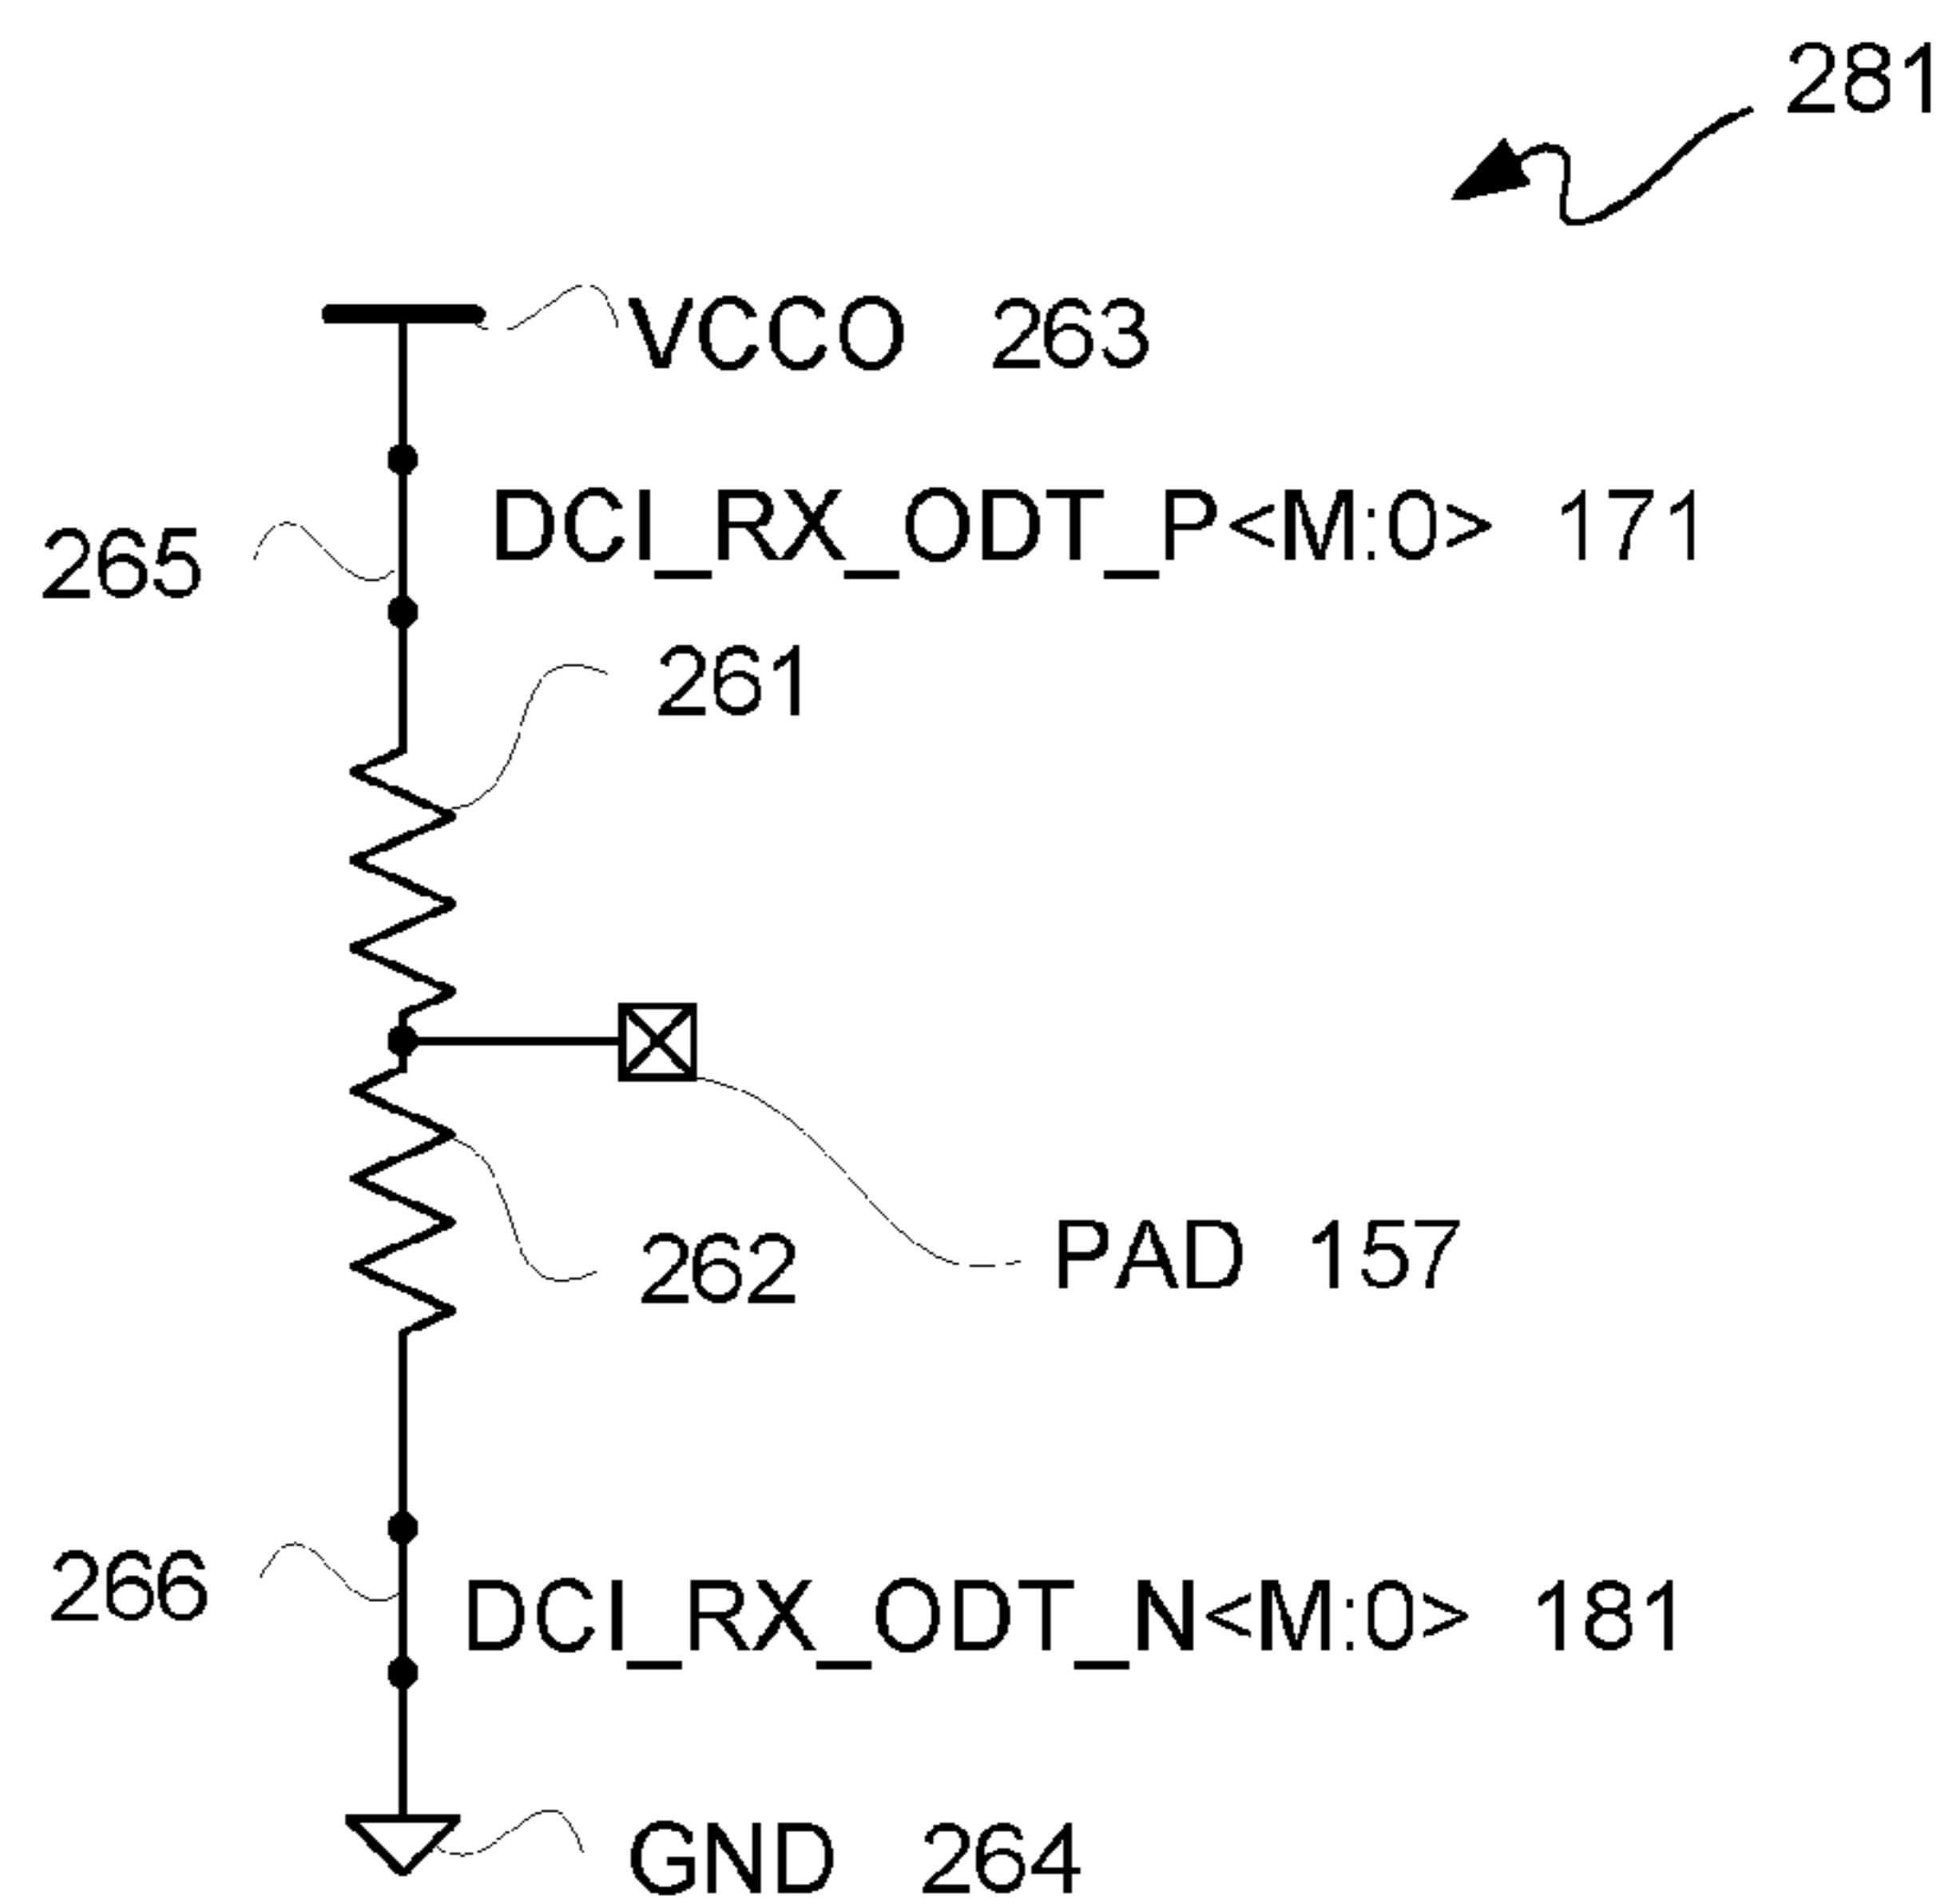 281
VCCO 263
DCI_RX_ODT_P<M:0> 171
265
261
PAD 157
262
266
DCI_RX_ODT_N<M:0> 181
GND 264